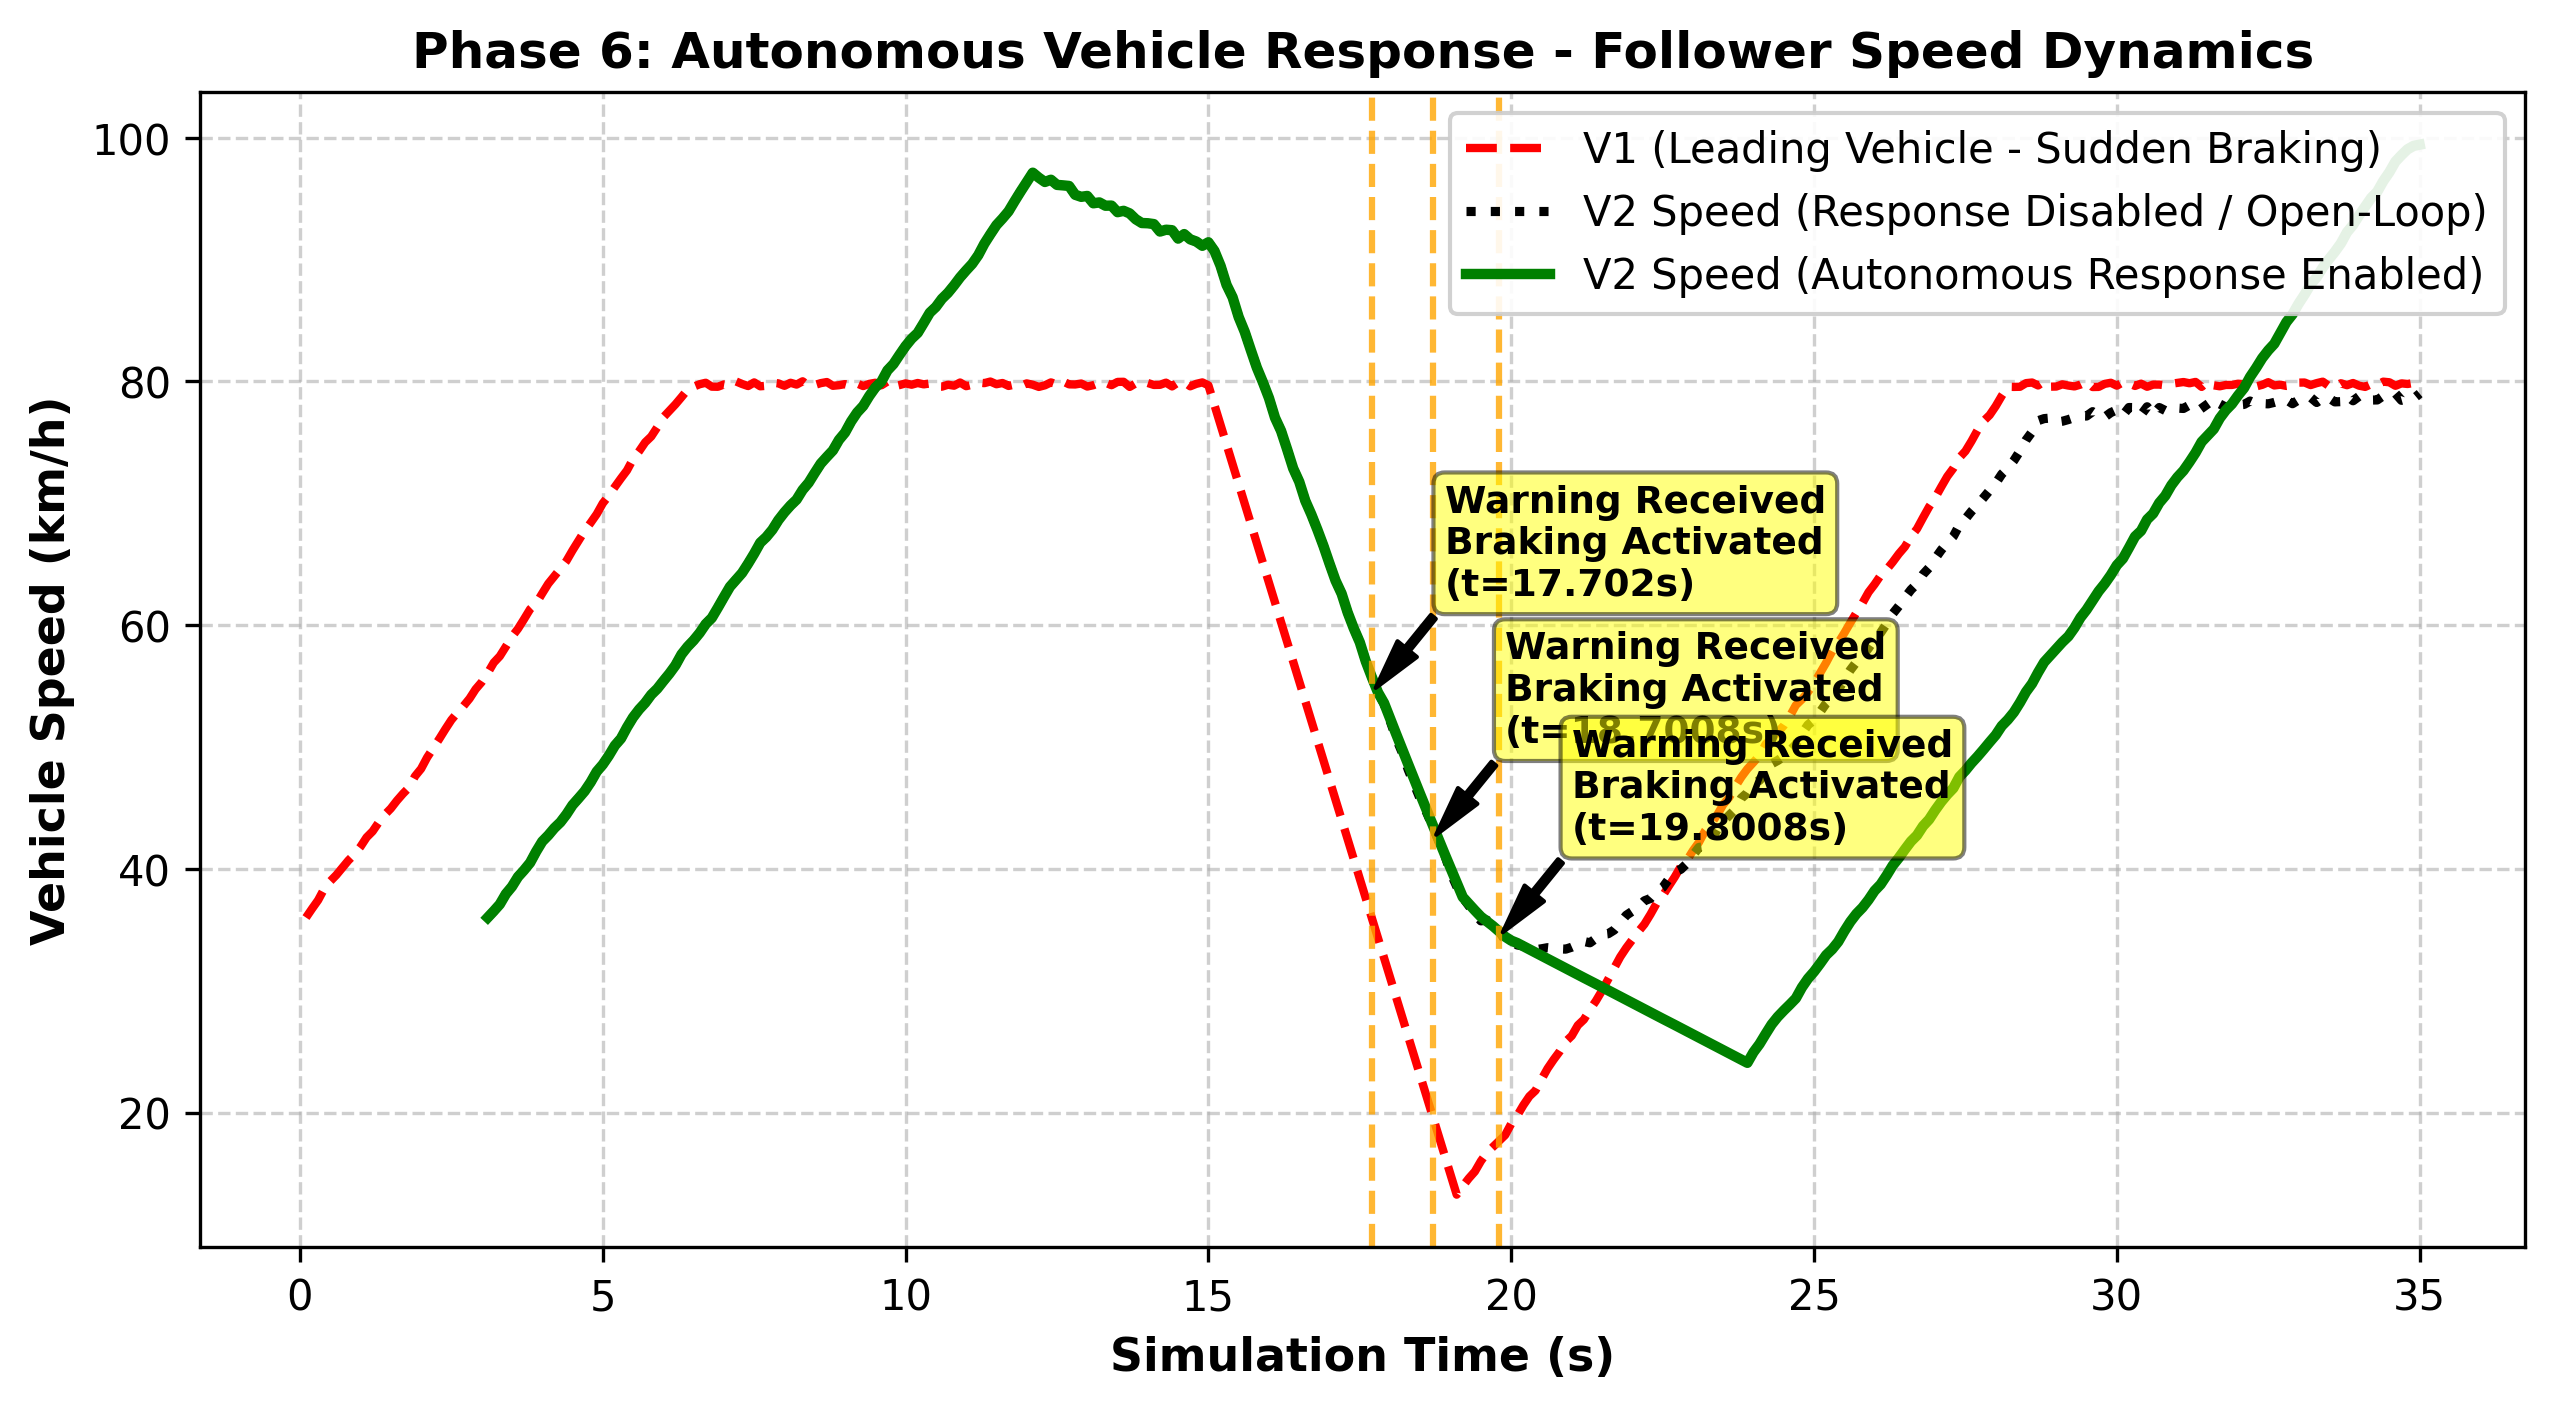 Phase 6: Autonomous Vehicle Response - Follower Speed Dynamics
Vehicle Speed (km/h)
100
80
60
40
20
V1 (Leading Vehicle - Sudden Braking)
V2 Speed (Response Disabled / Open-Loop)
V2 Speed (Autonomous Response Enabled)
Warning Received
Braking Activated
(t=17.702s)
Warning Received
Braking Activated
(t=18.7008s)
Warning Received
Braking Activated
(t=19.8008s)
0
5
10
15
20
25
30
35
Simulation Time (s)